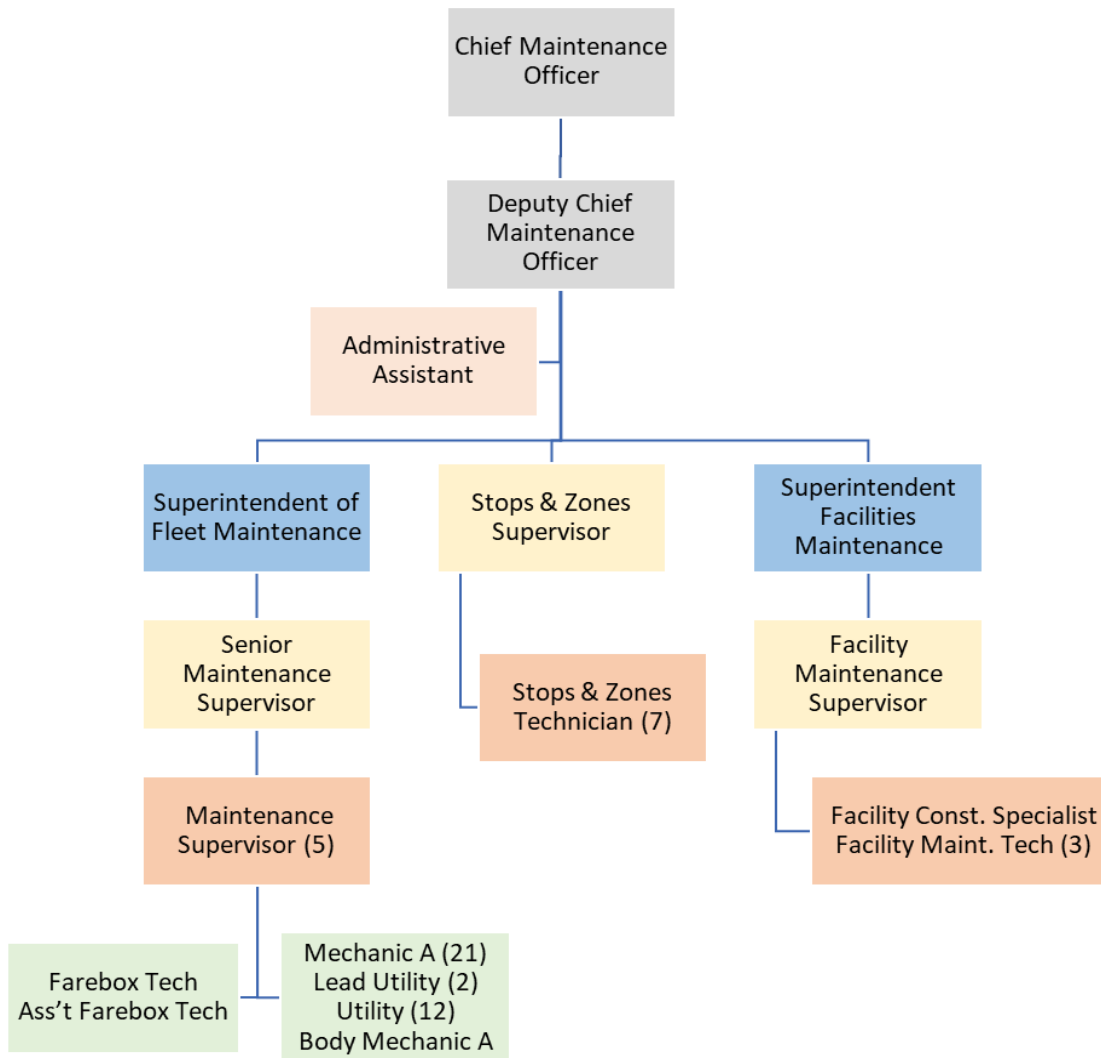 Chief Maintenance
Officer
Deputy Chief
Maintenance
Officer
Administrative
Assistant
Superintendent of
Fleet Maintenance
Stops & Zones
Supervisor
Superintendent
Facilities
Maintenance
Senior
Maintenance
Supervisor
Stops & Zones
Technician (7)
Facility
Maintenance
Supervisor
Maintenance
Supervisor (5)
Facility Const. Specialist
Facility Maint. Tech (3)
Farebox Tech
Ass’t Farebox Tech
Mechanic A (21)
Lead Utility (2)
Utility (12)
Body Mechanic A